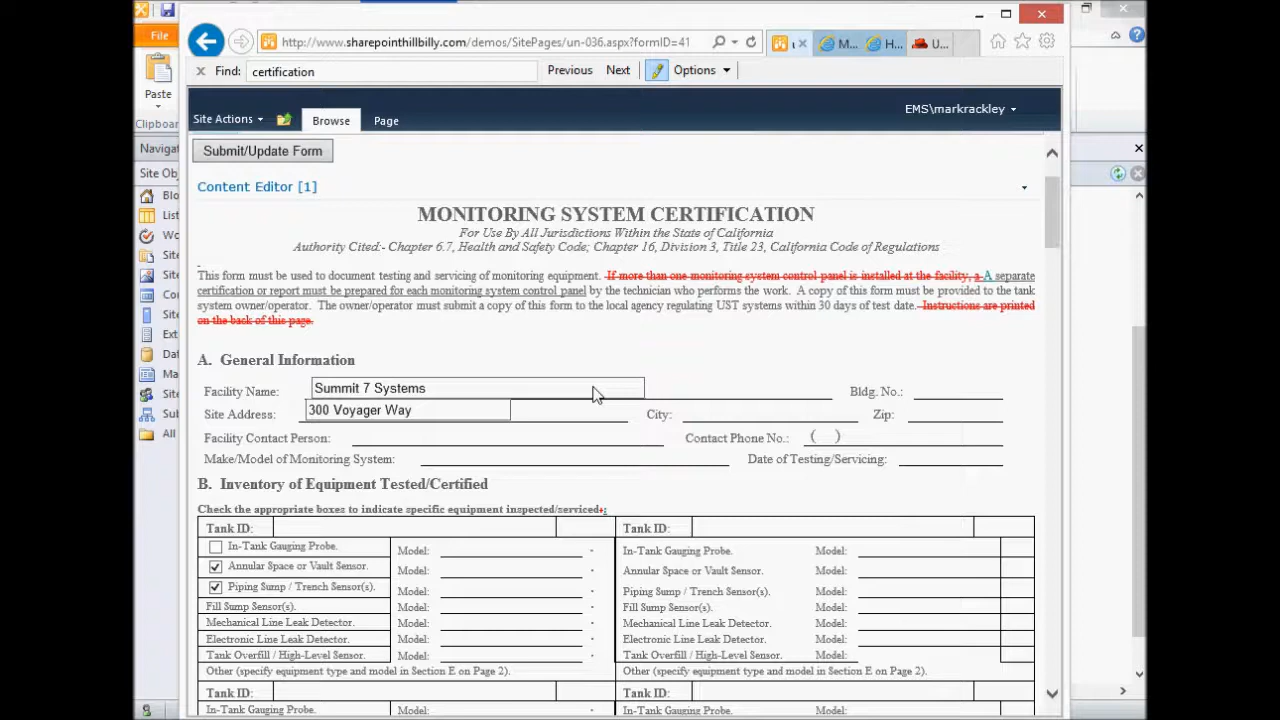 File
http://www.sharepointhillbilly.com/demos/SitePages/un-036.aspx?formID=41
M...
H...
U...
Paste
Find: certification Previous Next Options
Clipboard
Site Actions Browse Page EMS\markrackley
Navigat
Site Obj
Blo
List
Wo
Site
Site
Co
Site
Ext
Dat
Ma
Site
Sub
All
Submit/Update Form
Content Editor [1]
MONITORING SYSTEM CERTIFICATION
For Use By All Jurisdictions Within the State of California
Authority Cited:- Chapter 6.7, Health and Safety Code; Chapter 16, Division 3, Title 23, California Code of Regulations
This form must be used to document testing and servicing of monitoring equipment. If more than one monitoring system control panel is installed at the facility, a A separate
certification or report must be prepared for each monitoring system control panel by the technician who performs the work. A copy of this form must be provided to the tank
system owner/operator. The owner/operator must submit a copy of this form to the local agency regulating UST systems within 30 days of test date. Instructions are printed
on the back of this page.
A. General Information
Facility Name: Summit 7 Systems Bldg. No.:
Site Address: 300 Voyager Way City: Zip:
Facility Contact Person: Contact Phone No.: ( )
Make/Model of Monitoring System: Date of Testing/Servicing:
B. Inventory of Equipment Tested/Certified
Check the appropriate boxes to indicate specific equipment inspected/serviced:
Tank ID: Tank ID:
In-Tank Gauging Probe. Model: In-Tank Gauging Probe. Model:
Annular Space or Vault Sensor. Model: Annular Space or Vault Sensor. Model:
Piping Sump / Trench Sensor(s). Model: Piping Sump / Trench Sensor(s). Model:
Fill Sump Sensor(s). Model: Fill Sump Sensor(s). Model:
Mechanical Line Leak Detector. Model: Mechanical Line Leak Detector. Model:
Electronic Line Leak Detector. Model: Electronic Line Leak Detector. Model:
Tank Overfill / High-Level Sensor. Model: Tank Overfill / High-Level Sensor. Model:
Other (specify equipment type and model in Section E on Page 2). Other (specify equipment type and model in Section E on Page 2).
Tank ID: Tank ID:
In-Tank Gauging Probe. Model: In-Tank Gauging Probe. Model: